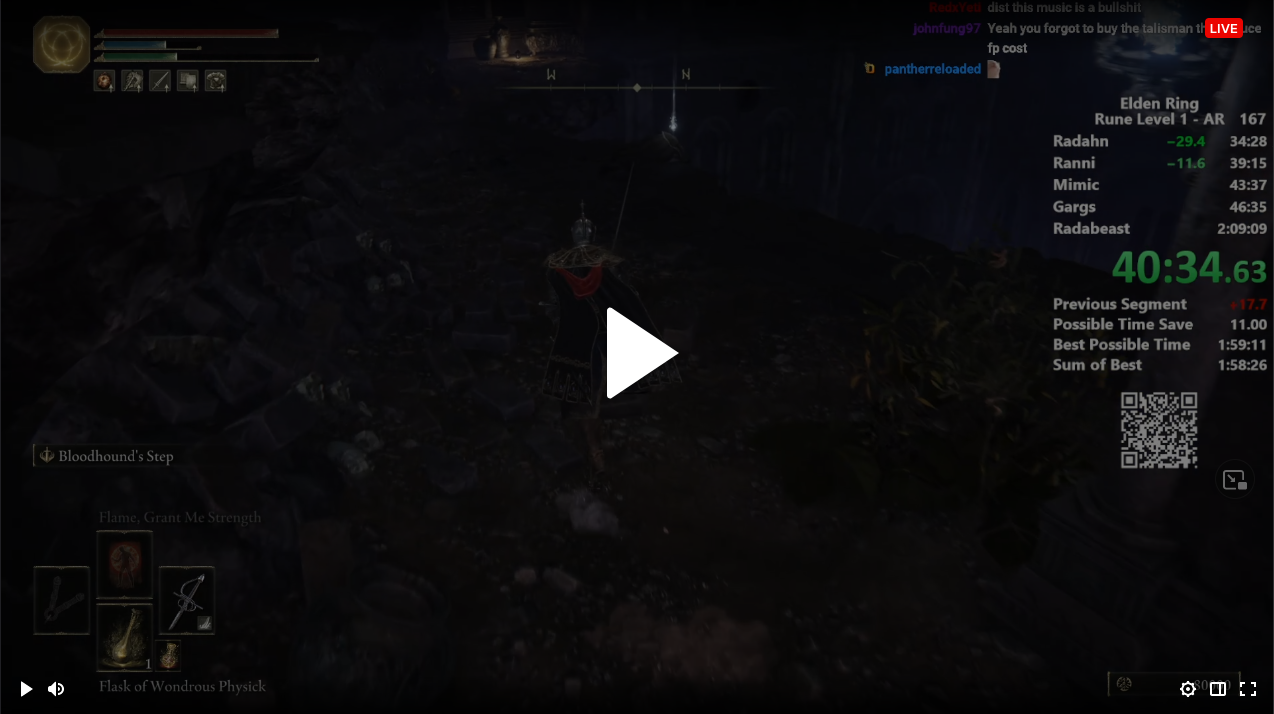 RedxYeti dist this music is a bullshit
johnfung97 Yeah you forgot to buy the talisman th uce
fp cost
LIVE
pantherreloaded
W N
Elden Ring
Rune Level 1 - AR 167
Radahn −29.4 34:28
Ranni −11.6 39:15
Mimic 43:37
Gargs 46:35
Radabeast 2:09:09
40:34.63
Previous Segment +17.7
Possible Time Save 11.00
Best Possible Time 1:59:11
Sum of Best 1:58:26
Bloodhound's Step
Flame, Grant Me Strength
1
Flask of Wondrous Physick